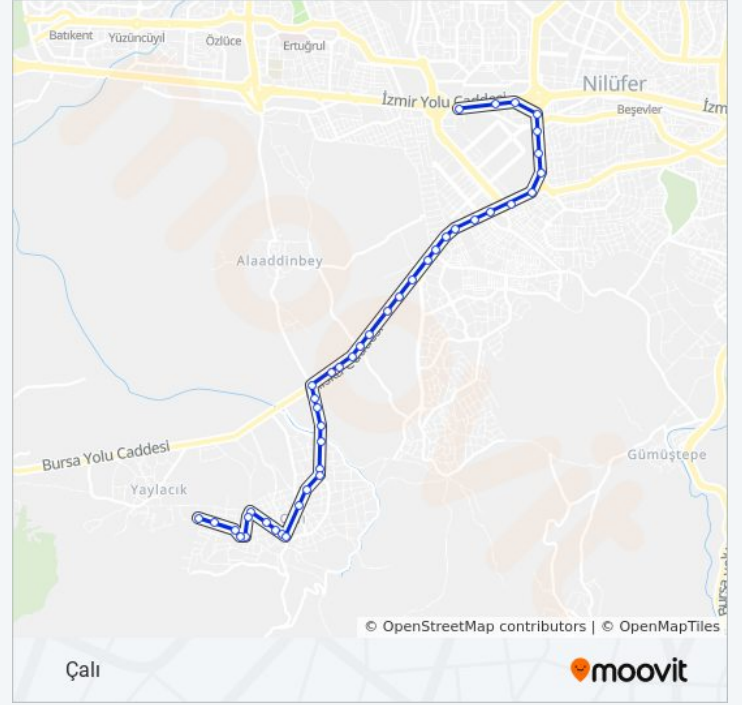 Batıkent
Yüzüncüyıl
Özlüce
Ertuğrul
Nilüfer
İzmir Yolu Caddesi
Beşevler
İzm
Alaaddinbey
Bursa Yolu Caddesi
Gümüştepe
Yaylacık
© OpenStreetMap contributors | © OpenMapTiles
Çalı
moovit